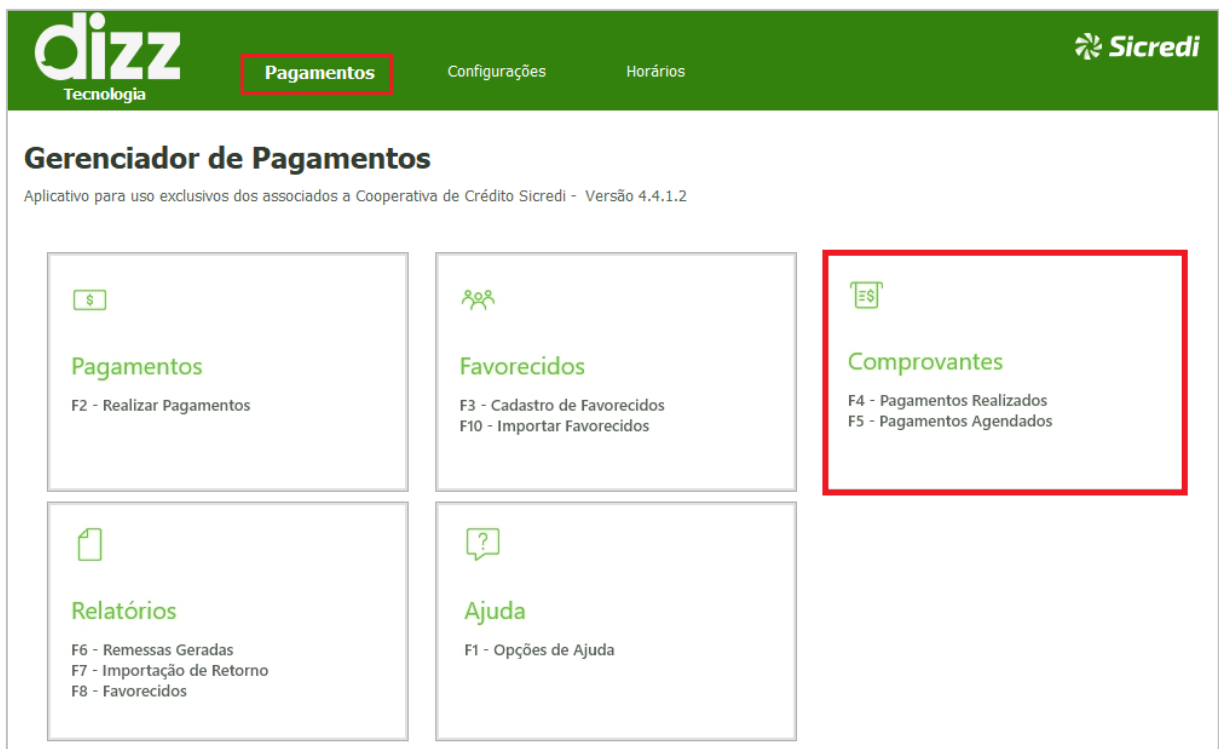 dizz
Tecnologia
Pagamentos
Configurações
Horários
Sicredi
Gerenciador de Pagamentos
Aplicativo para uso exclusivos dos associados a Cooperativa de Crédito Sicredi - Versão 4.4.1.2
$
Pagamentos
F2 - Realizar Pagamentos
Favorecidos
F3 - Cadastro de Favorecidos
F10 - Importar Favorecidos
$
Comprovantes
F4 - Pagamentos Realizados
F5 - Pagamentos Agendados
Relatórios
F6 - Remessas Geradas
F7 - Importação de Retorno
F8 - Favorecidos
?
Ajuda
F1 - Opções de Ajuda